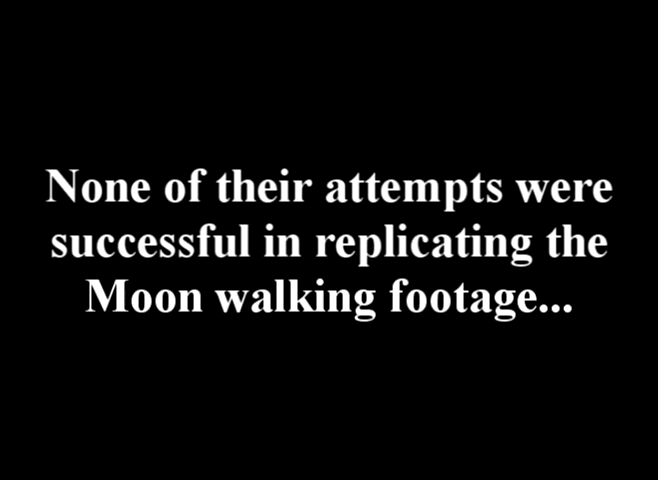 None of their attempts were
successful in replicating the
Moon walking footage...